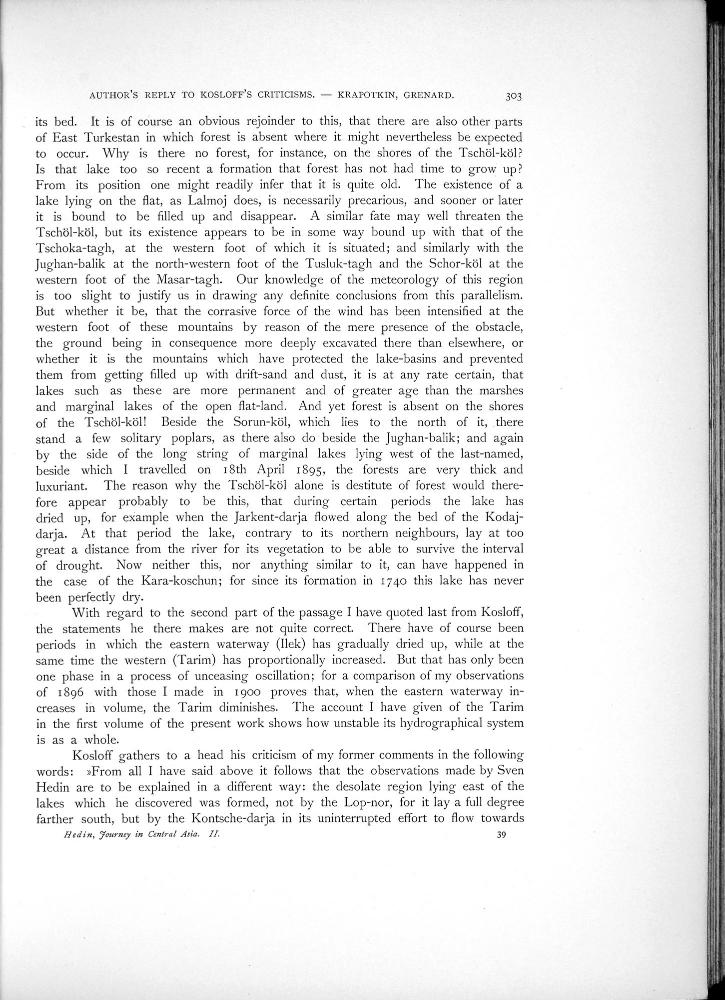 AUTHOR'S REPLY TO KOSLOFF'S CRITICISMS. — KRAPOTKIN, GRENARD. 303
its bed. It is of course an obvious rejoinder to this, that there are also other parts
of East Turkestan in which forest is absent where it might nevertheless be expected
to occur. Why is there no forest, for instance, on the shores of the Tschöl-köl?
Is that lake too so recent a formation that forest has not had time to grow up?
From its position one might readily infer that it is quite old. The existence of a
lake lying on the flat, as Lalmoj does, is necessarily precarious, and sooner or later
it is bound to be filled up and disappear. A similar fate may well threaten the
Tschöl-köl, but its existence appears to be in some way bound up with that of the
Tschoka-tagh, at the western foot of which it is situated; and similarly with the
Jughan-balik at the north-western foot of the Tusluk-tagh and the Schor-köl at the
western foot of the Masar-tagh. Our knowledge of the meteorology of this region
is too slight to justify us in drawing any definite conclusions from this parallelism.
But whether it be, that the corrasive force of the wind has been intensified at the
western foot of these mountains by reason of the mere presence of the obstacle,
the ground being in consequence more deeply excavated there than elsewhere, or
whether it is the mountains which have protected the lake-basins and prevented
them from getting filled up with drift-sand and dust, it is at any rate certain, that
lakes such as these are more permanent and of greater age than the marshes
and marginal lakes of the open flat-land. And yet forest is absent on the shores
of the Tschöl-köl! Beside the Sorun-köl, which lies to the north of it, there
stand a few solitary poplars, as there also do beside the Jughan-balik; and again
by the side of the long string of marginal lakes lying west of the last-named,
beside which I travelled on 18th April 1895, the forests are very thick and
luxuriant. The reason why the Tschöl-köl alone is destitute of forest would there-
fore appear probably to be this, that during certain periods the lake has
dried up, for example when the Jarkent-darja flowed along the bed of the Kodaj-
darja. At that period the lake, contrary to its northern neighbours, lay at too
great a distance from the river for its vegetation to be able to survive the interval
of drought. Now neither this, nor anything similar to it, can have happened in
the case of the Kara-koschun; for since its formation in 1740 this lake has never
been perfectly dry.
With regard to the second part of the passage I have quoted last from Kosloff,
the statements he there makes are not quite correct. There have of course been
periods in which the eastern waterway (Ilek) has gradually dried up, while at the
same time the western (Tarim) has proportionally increased. But that has only been
one phase in a process of unceasing oscillation; for a comparison of my observations
of 1896 with those I made in 1900 proves that, when the eastern waterway in-
creases in volume, the Tarim diminishes. The account I have given of the Tarim
in the first volume of the present work shows how unstable its hydrographical system
is as a whole.
Kosloff gathers to a head his criticism of my former comments in the following
words: »From all I have said above it follows that the observations made by Sven
Hedin are to be explained in a different way: the desolate region lying east of the
lakes which he discovered was formed, not by the Lop-nor, for it lay a full degree
farther south, but by the Kontsche-darja in its uninterrupted effort to flow towards
Hedin, Journey in Central Asia. II. 39